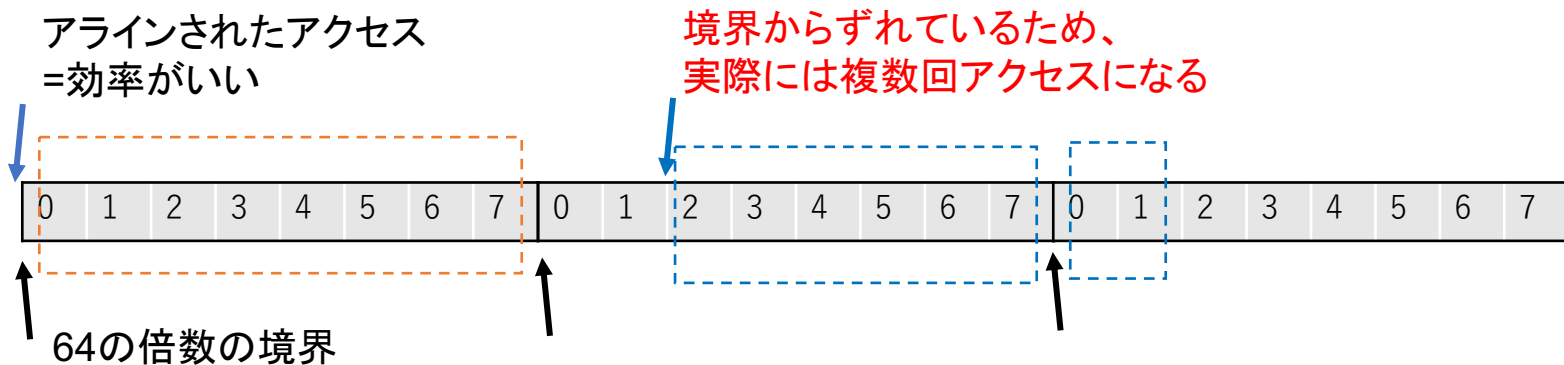 アラインされたアクセス
=効率がいい
境界からずれているため、
実際には複数回アクセスになる
0 1 2 3 4 5 6 7 0 1 2 3 4 5 6 7 0 1 2 3 4 5 6 7
64の倍数の境界